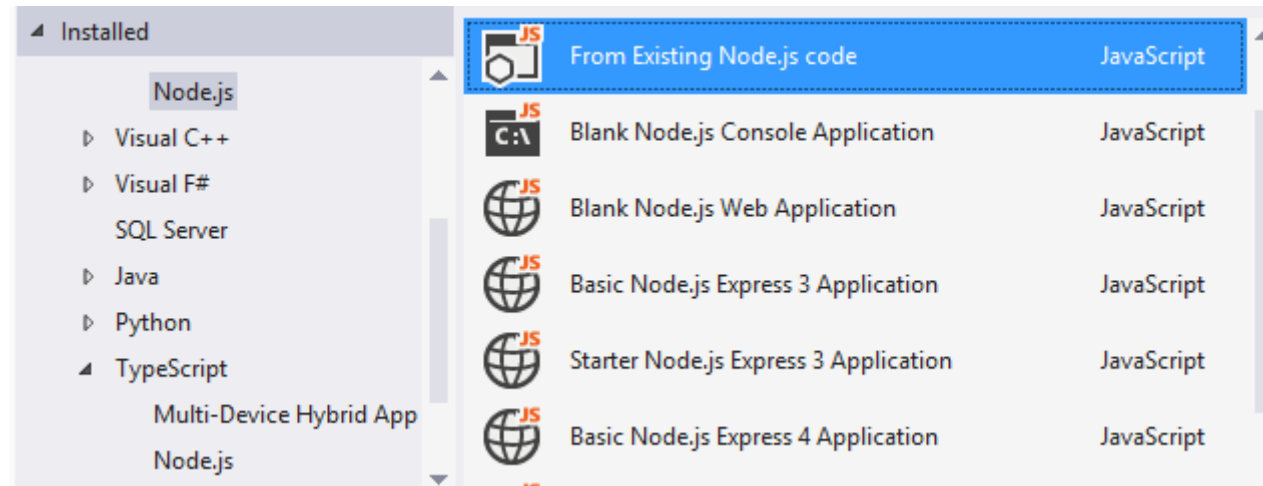 Installed
Node.js
Visual C++
Visual F#
SQL Server
Java
Python
TypeScript
Multi-Device Hybrid App
Node.js
JS
From Existing Node.js code JavaScript
JS
C:\
Blank Node.js Console Application JavaScript
JS
Blank Node.js Web Application JavaScript
JS
Basic Node.js Express 3 Application JavaScript
JS
Starter Node.js Express 3 Application JavaScript
JS
Basic Node.js Express 4 Application JavaScript